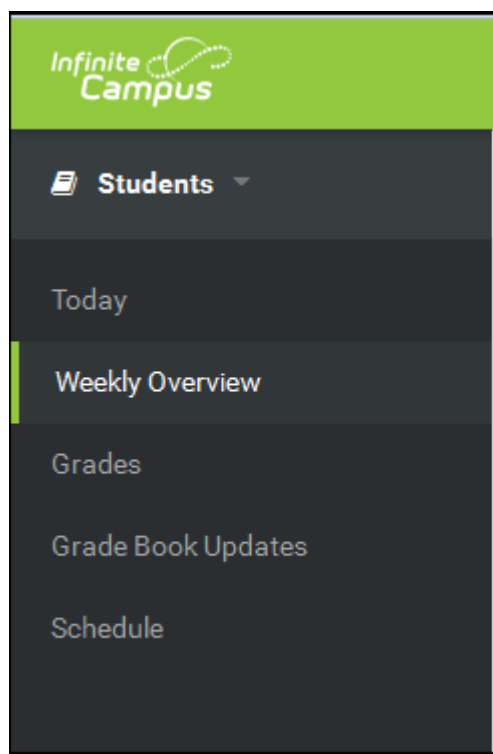 Infinite
Campus
Students
Today
Weekly Overview
Grades
Grade Book Updates
Schedule